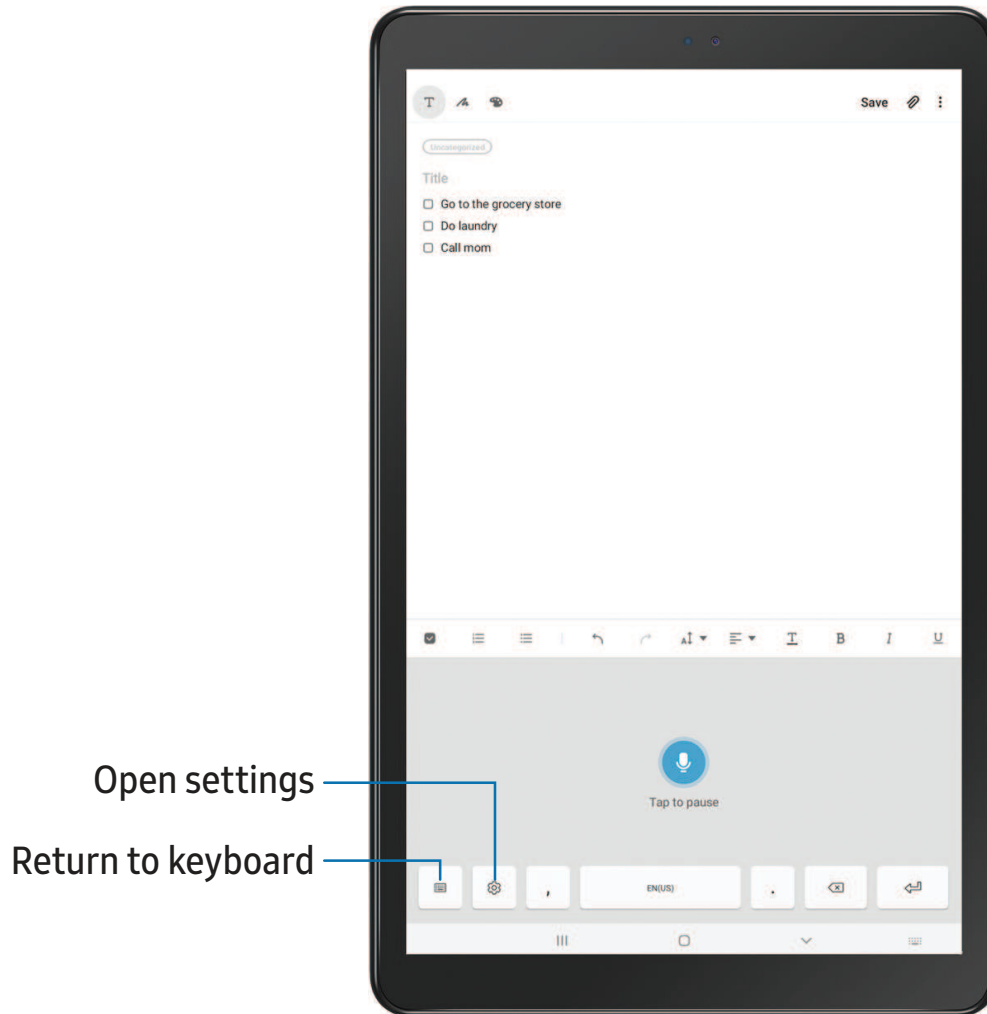 T
Save
Uncategorized
Title
Go to the grocery store
Do laundry
Call mom
A
T
B
I
U
Open settings
Tap to pause
Return to keyboard
,
EN(US)
.